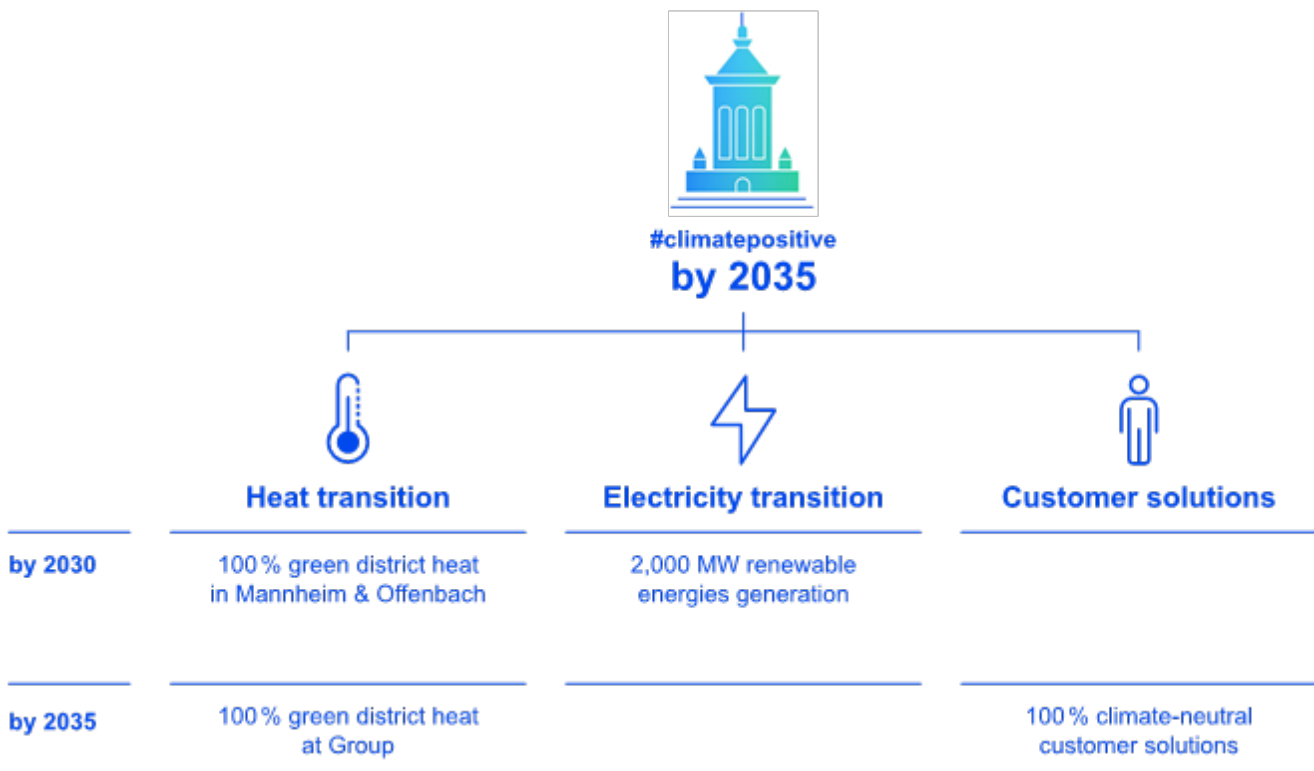 #climatepositive
by 2035
Heat transition
Electricity transition
Customer solutions
by 2030
100 % green district heat
in Mannheim & Offenbach
2,000 MW renewable
energies generation
by 2035
100 % green district heat
at Group
100 % climate-neutral
customer solutions